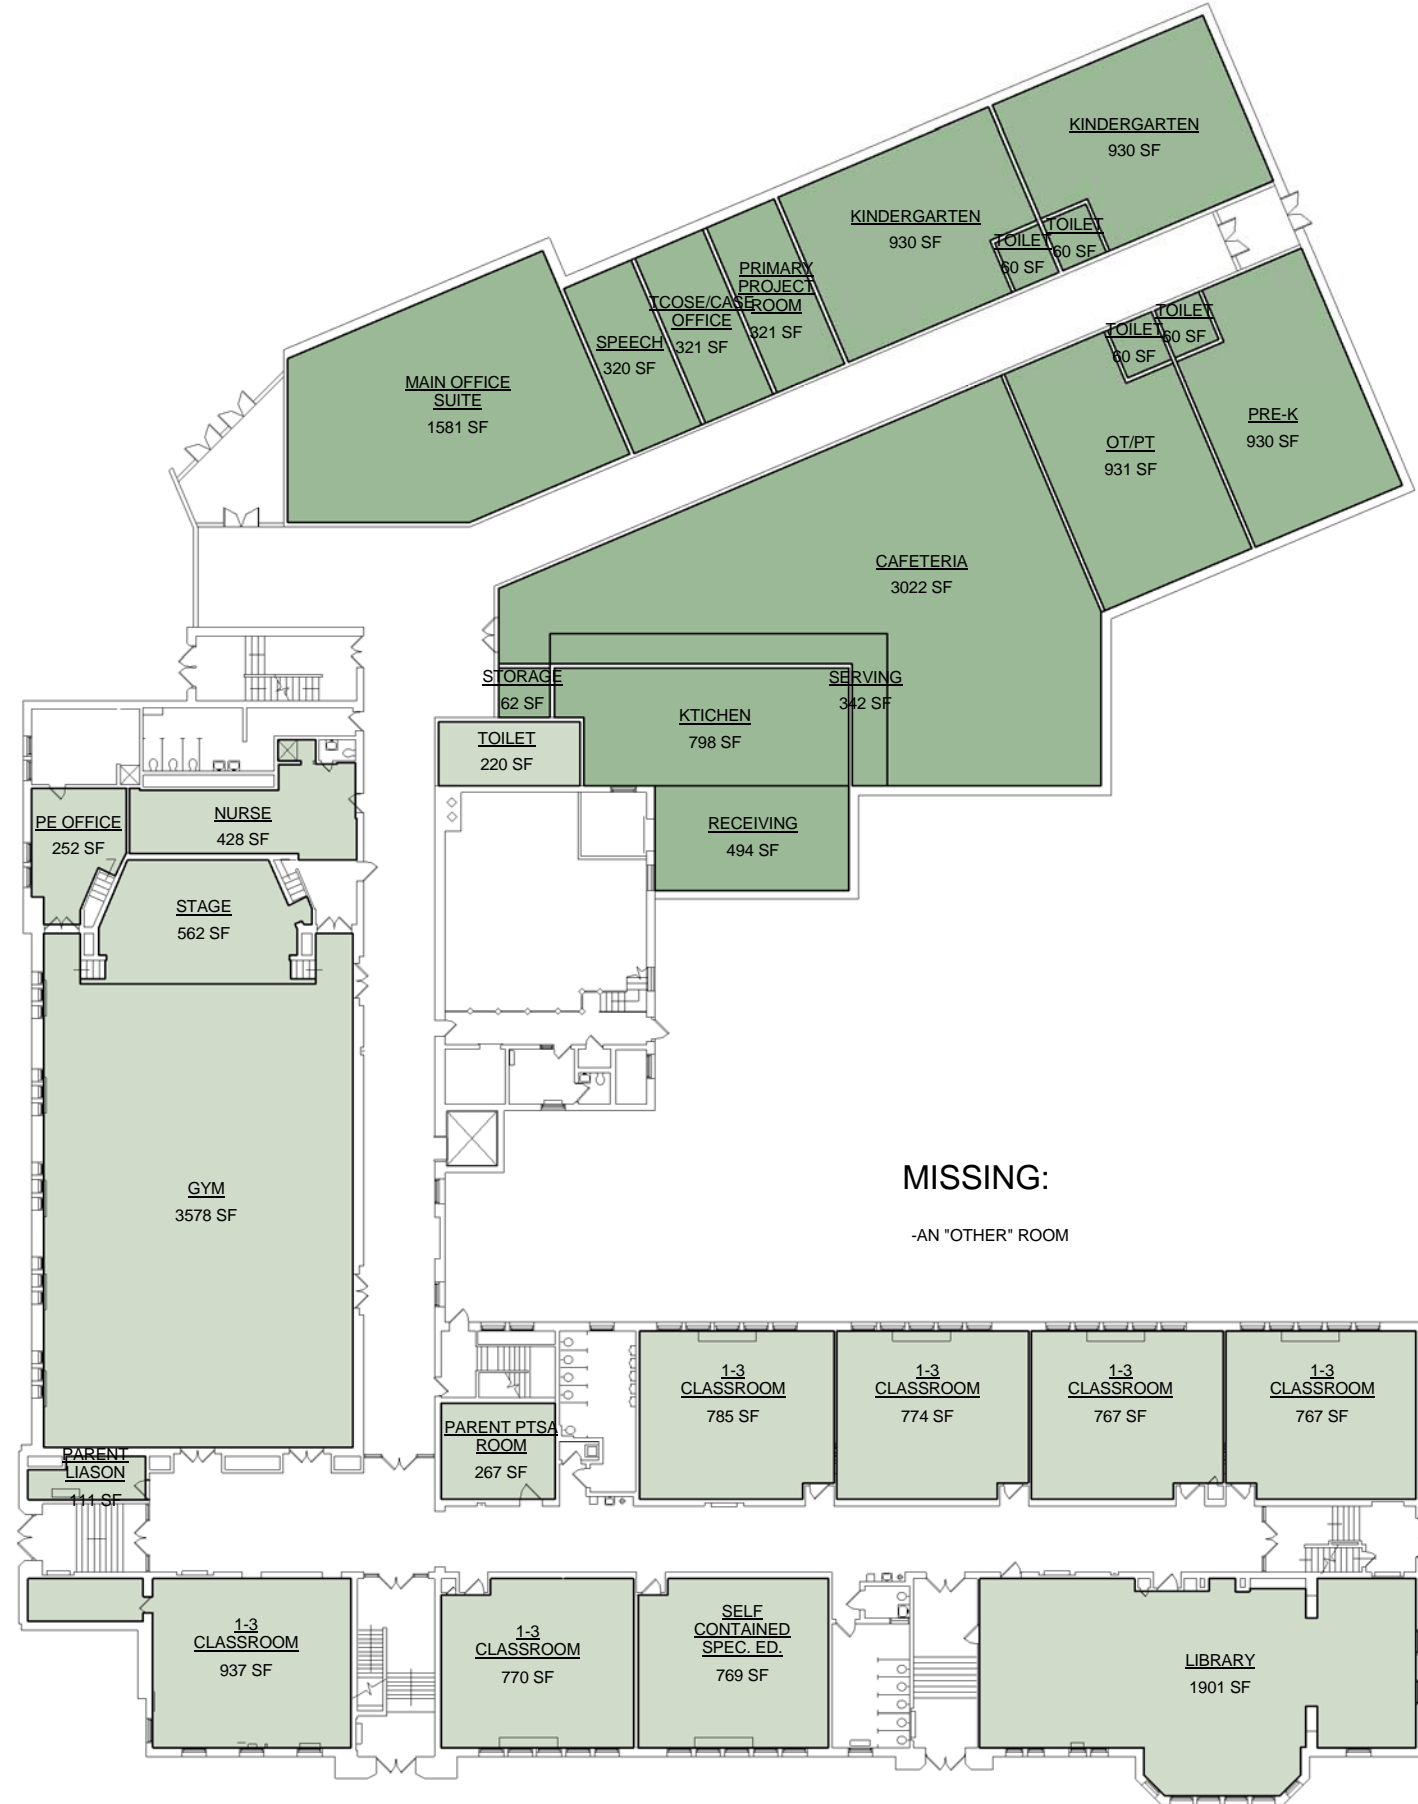 KINDERGARTEN
930 SF
KINDERGARTEN
930 SF
TOILET
60 SF
TOILET
60 SF
PRIMARY
PROJECT
ROOM
321 SF
TCOSE/CASE
OFFICE
321 SF
SPEECH
320 SF
MAIN OFFICE
SUITE
1581 SF
TOILET
60 SF
TOILET
60 SF
PRE-K
930 SF
OT/PT
931 SF
CAFETERIA
3022 SF
STORAGE
62 SF
SERVING
342 SF
KTICHEN
798 SF
TOILET
220 SF
RECEIVING
494 SF
PE OFFICE
252 SF
NURSE
428 SF
STAGE
562 SF
GYM
3578 SF
MISSING:
-AN "OTHER" ROOM
PARENT
LIASON
111 SF
PARENT PTSA
ROOM
267 SF
1-3
CLASSROOM
785 SF
1-3
CLASSROOM
774 SF
1-3
CLASSROOM
767 SF
1-3
CLASSROOM
767 SF
1-3
CLASSROOM
937 SF
1-3
CLASSROOM
770 SF
SELF
CONTAINED
SPEC. ED.
769 SF
LIBRARY
1901 SF